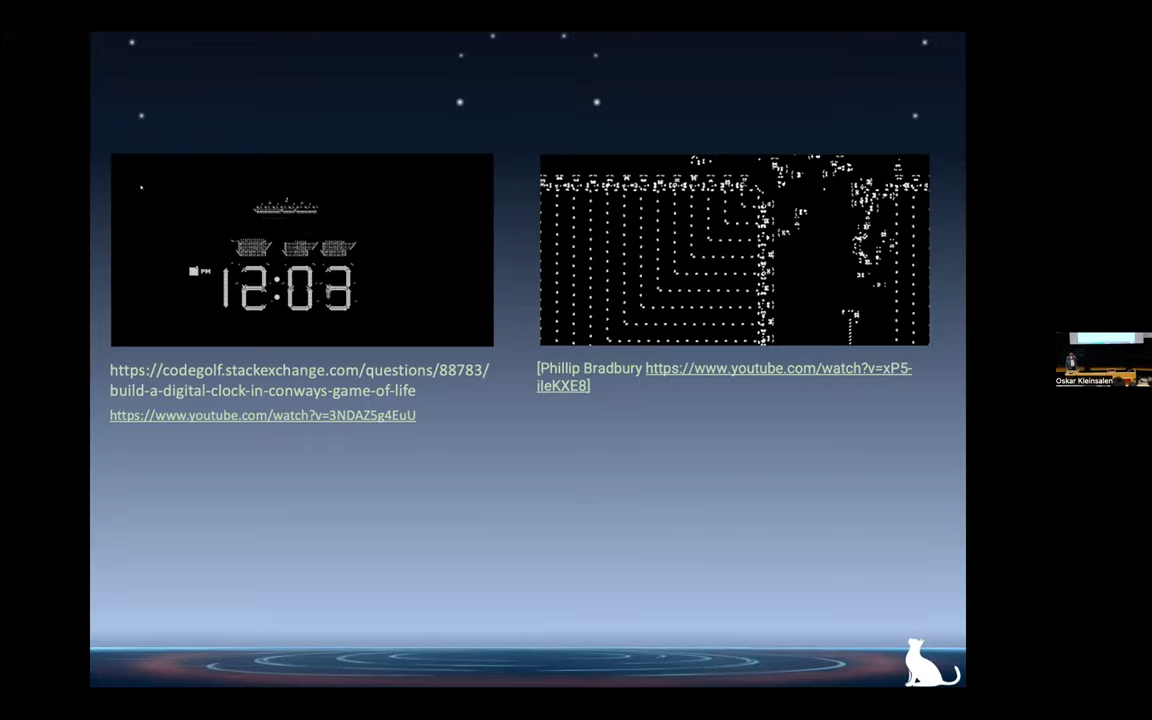 PM
12:03
https://codegolf.stackexchange.com/questions/88783/
build-a-digital-clock-in-conways-game-of-life
https://www.youtube.com/watch?v=3NDAZ5g4EuU
[Phillip Bradbury https://www.youtube.com/watch?v=xP5-
iIeKXE8]
Oskar Kleinsalen